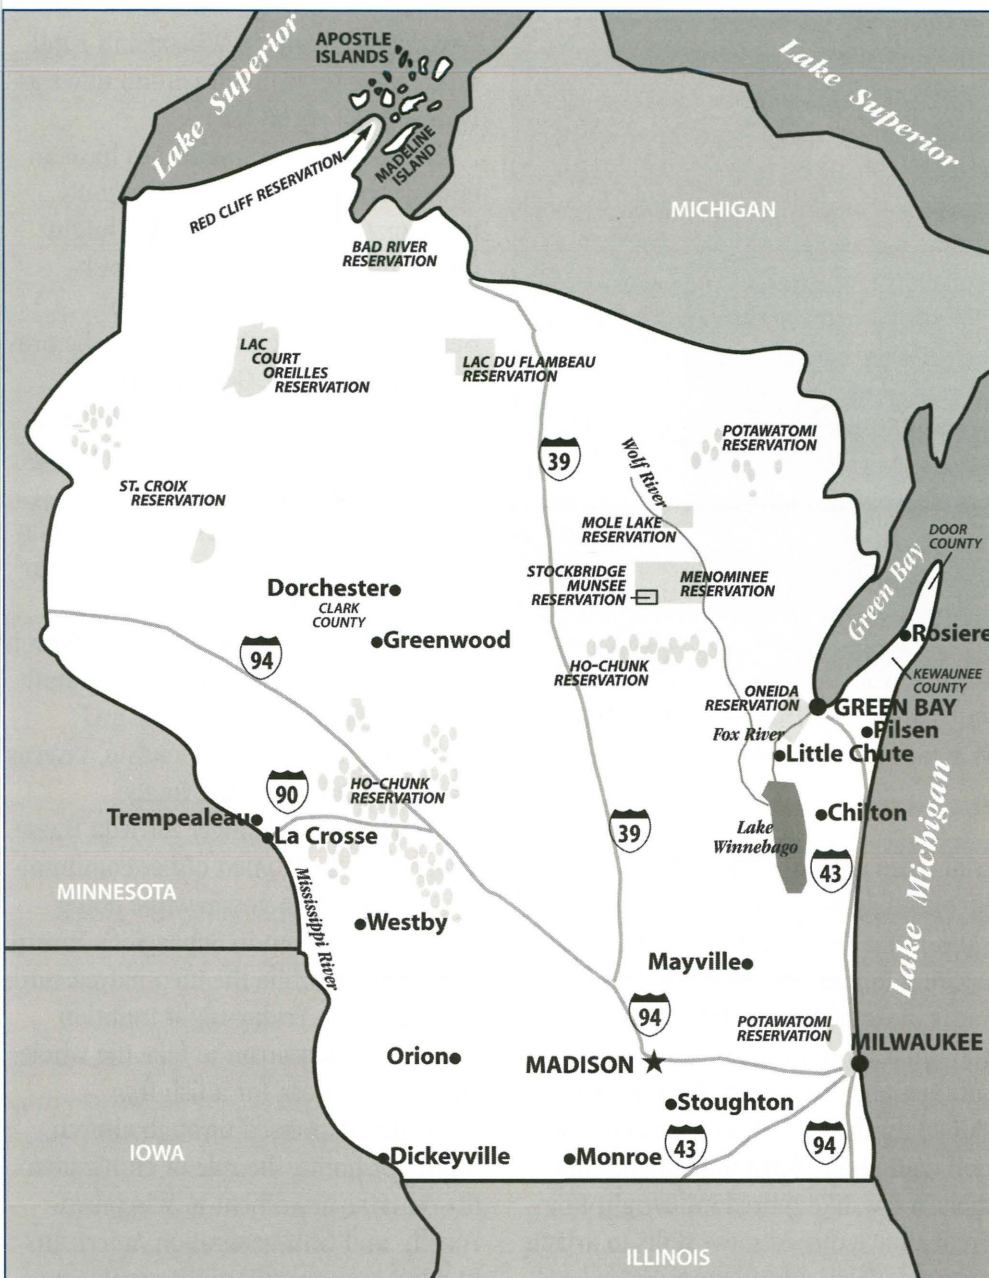 APOSTLE
ISLANDS
Lake Superior
Lake Superior
MADELINE
ISLAND
RED CLIFF RESERVATION
MICHIGAN
BAD RIVER
RESERVATION
LAC
COURT
OREILLES
RESERVATION
LAC DU FLAMBEAU
RESERVATION
POTAWATOMI
RESERVATION
39
Wolf River
ST. CROIX
RESERVATION
MOLE LAKE
RESERVATION
DOOR
COUNTY
STOCKBRIDGE
MUNSEE
RESERVATION
MENOMINEE
RESERVATION
Green Bay
Dorchester
CLARK
COUNTY
Greenwood
Rosiere
94
HO-CHUNK
RESERVATION
KEWAUNEE
COUNTY
ONEIDA
RESERVATION
GREEN BAY
Fox River
Pilsen
Little Chute
90
HO-CHUNK
RESERVATION
Trempealeau
La Crosse
39
Lake
Winnebago
Chilton
43
Lake Michigan
MINNESOTA
Mississippi River
Westby
Mayville
94
POTAWATOMI
RESERVATION
MILWAUKEE
Orion
MADISON
Stoughton
43
94
IOWA
Dickeyville
Monroe
ILLINOIS